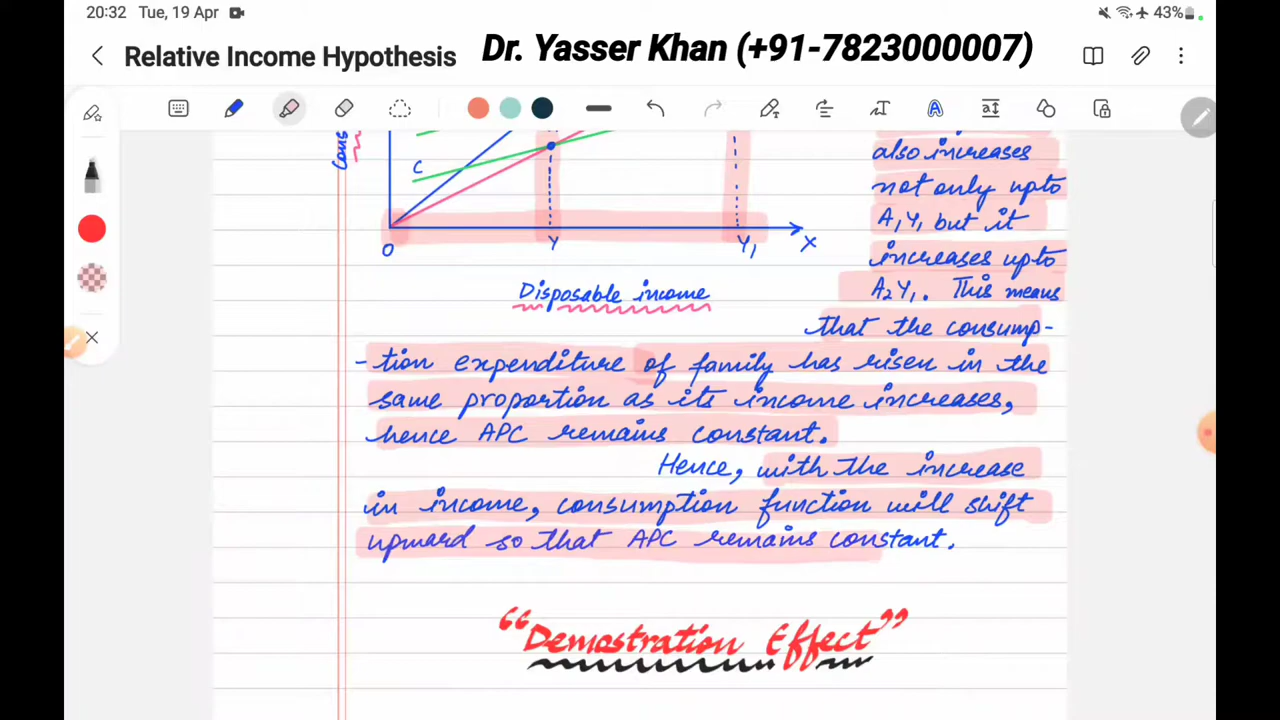 20:32 Tue, 19 Apr 43%
Relative Income Hypothesis
Dr. Yasser Khan (+91-7823000007)
Cons
C
O Y Y₁ X
Disposable income
also increases
not only upto
A₁Y₁ but it
increases upto
A₂Y₁. This means
that the consump-
-tion expenditure of family has risen in the
same proportion as its income increases,
hence APC remains constant.
Hence, with the increase
in income, consumption function will shift
upward so that APC remains constant.
"Demostration Effect"